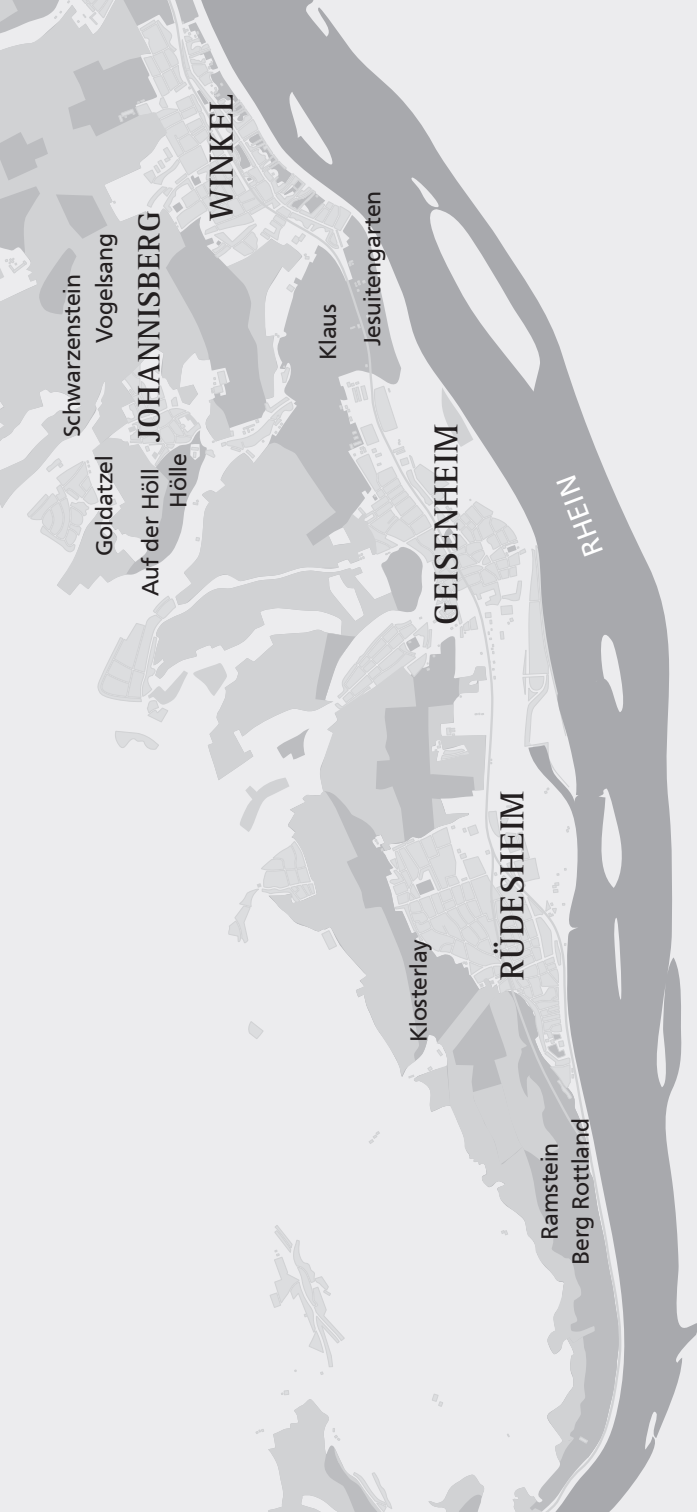 Schwarzenstein
Vogelsang
Goldatzel
JOHANNISBERG
Auf der Höll
Hölle
WINKEL
Klaus
Jesuitengarten
GEISENHEIM
RHEIN
RÜDESHEIM
Klosterlay
Ramstein
Berg Rottland